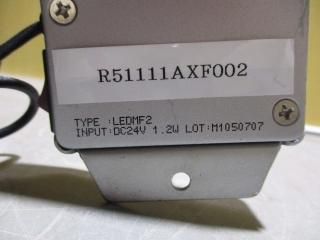 R51111AXF002
TYPE :LEDMF2
INPUT:DC24V 1.2W LOT:M1050707